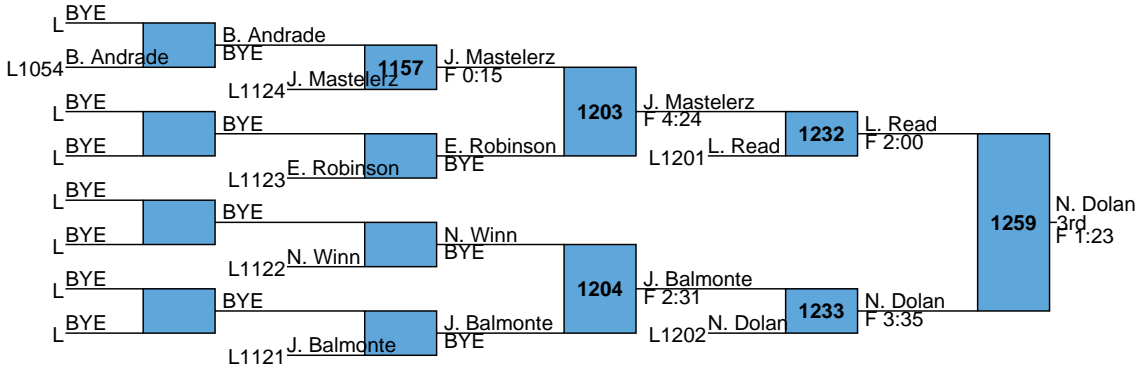 L BYE
L1054 B. Andrade
B. Andrade
BYE
L1124 J. Mastelerz
1157
J. Mastelerz
F 0:15
L BYE
L BYE
BYE
L1123 E. Robinson
E. Robinson
BYE
1203
J. Mastelerz
F 4:24
L1201 L. Read
1232
L. Read
F 2:00
L BYE
L BYE
BYE
L1122 N. Winn
N. Winn
BYE
L BYE
L BYE
BYE
L1121 J. Balmonte
J. Balmonte
BYE
1204
J. Balmonte
F 2:31
L1202 N. Dolan
1233
N. Dolan
F 3:35
1259
N. Dolan
3rd
F 1:23